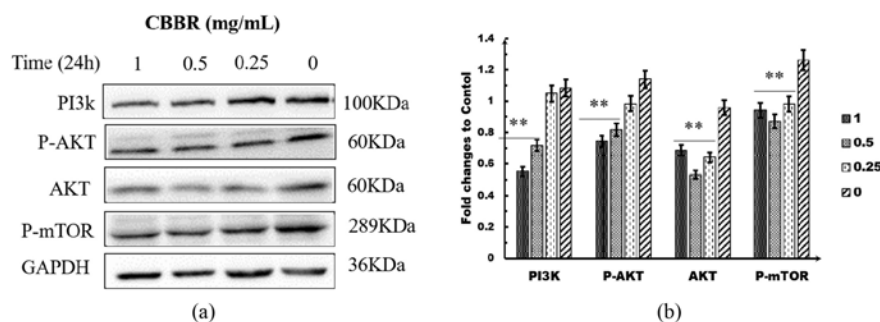 CBBR (mg/mL)
Time (24h) 1 0.5 0.25 0
PI3k 100KDa
P-AKT 60KDa
AKT 60KDa
P-mTOR 289KDa
GAPDH 36KDa
(a)
Fold changes to Contol
1.4
1.2
1
0.8
0.6
0.4
0.2
0
**
**
**
**
PI3K P-AKT AKT P-mTOR
1
0.5
0.25
0
(b)